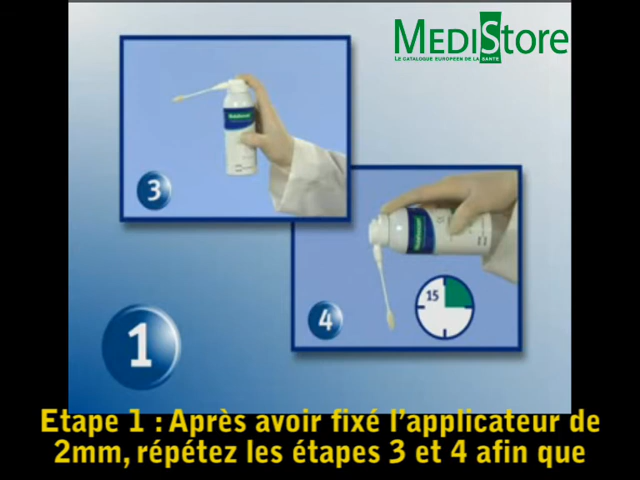 MEDIStore
LE CATALOGUE EUROPEEN DE LA SANTE
3
4
15
1
Etape 1 : Après avoir fixé l'applicateur de
2mm, répétez les étapes 3 et 4 afin que